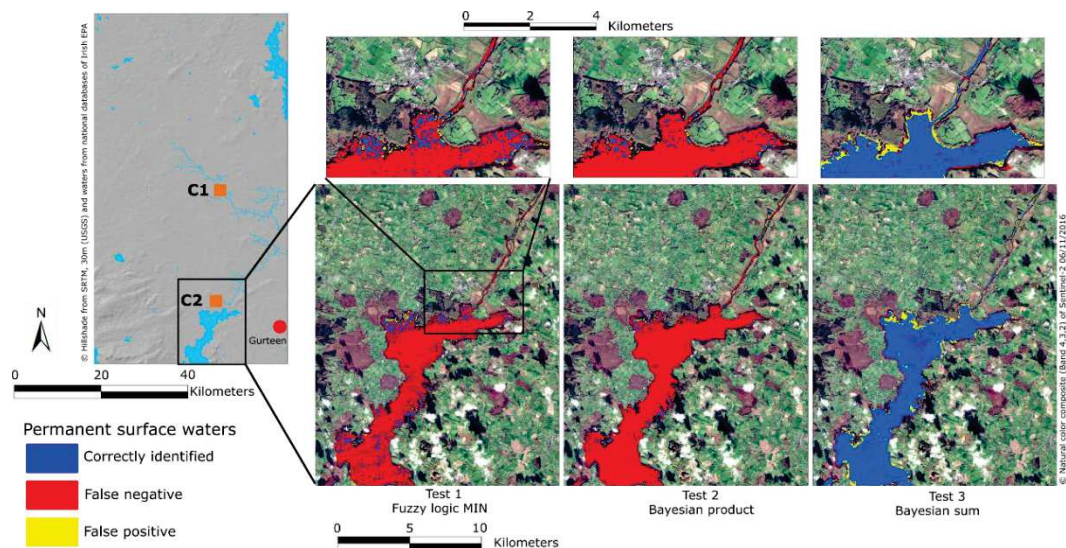 © Hillshade from SRTM, 30m (USGS) and waters from national databases of Irish EPA
C1
C2
Gurteen
N
0 20 40
Kilometers
Permanent surface waters
Correctly identified
False negative
False positive
0 2 4
Kilometers
Test 1
Fuzzy logic MIN
Test 2
Bayesian product
Test 3
Bayesian sum
0 5 10
Kilometers
© Natural color composite (Band 4,3,2) of Sentinel-2 06/11/2016